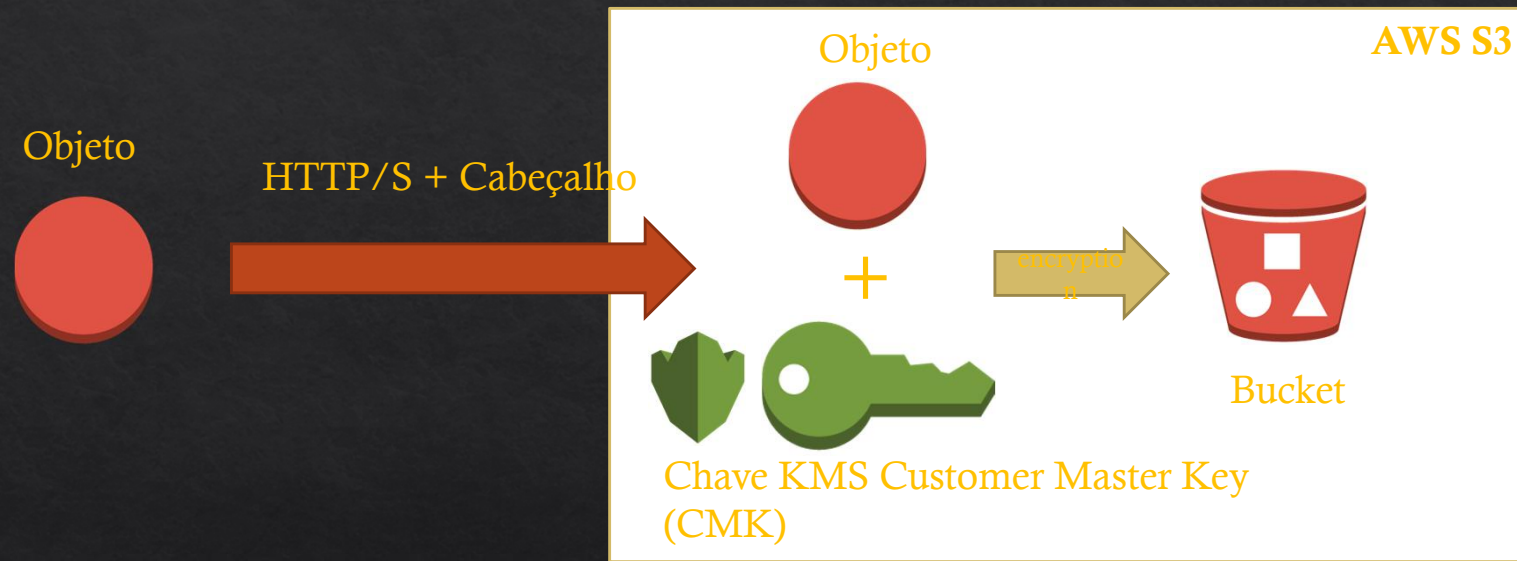 Objeto
HTTP/S + Cabeçalho
AWS S3
Objeto
+
encryptio
n
Bucket
Chave KMS Customer Master Key
(CMK)